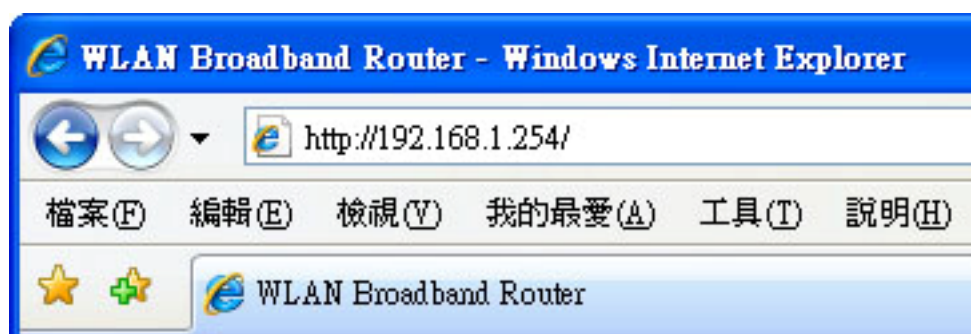 WLAN Broadband Router - Windows Internet Explorer
http://192.168.1.254/
檔案(F) 編輯(E) 檢視(V) 我的最愛(A) 工具(T) 說明(H)
WLAN Broadband Router